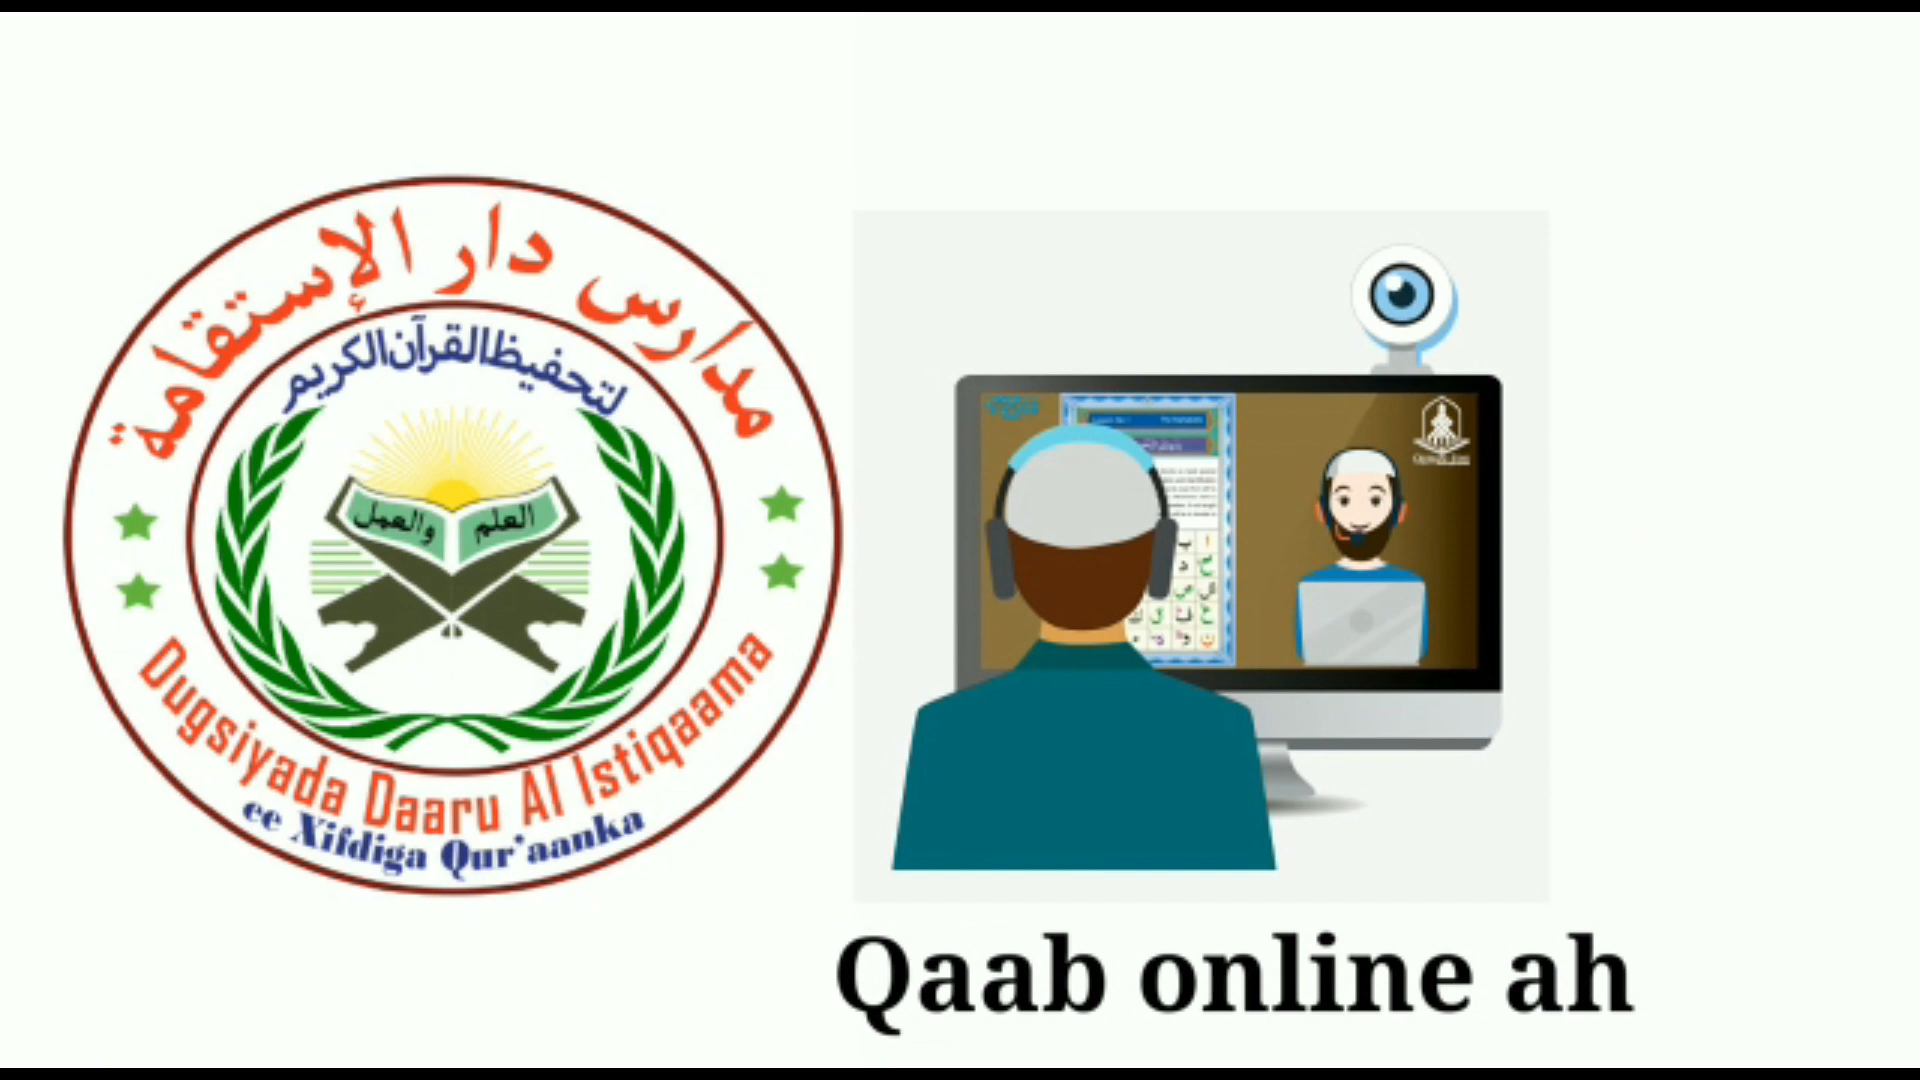 مدارس دار الإستقامة
لتحفيظ القرآن الكريم
العلم والعمل
Dugsiyada Daaru Al Istiqaama
ee Xifdiga Qur'aanka
Qaab online ah